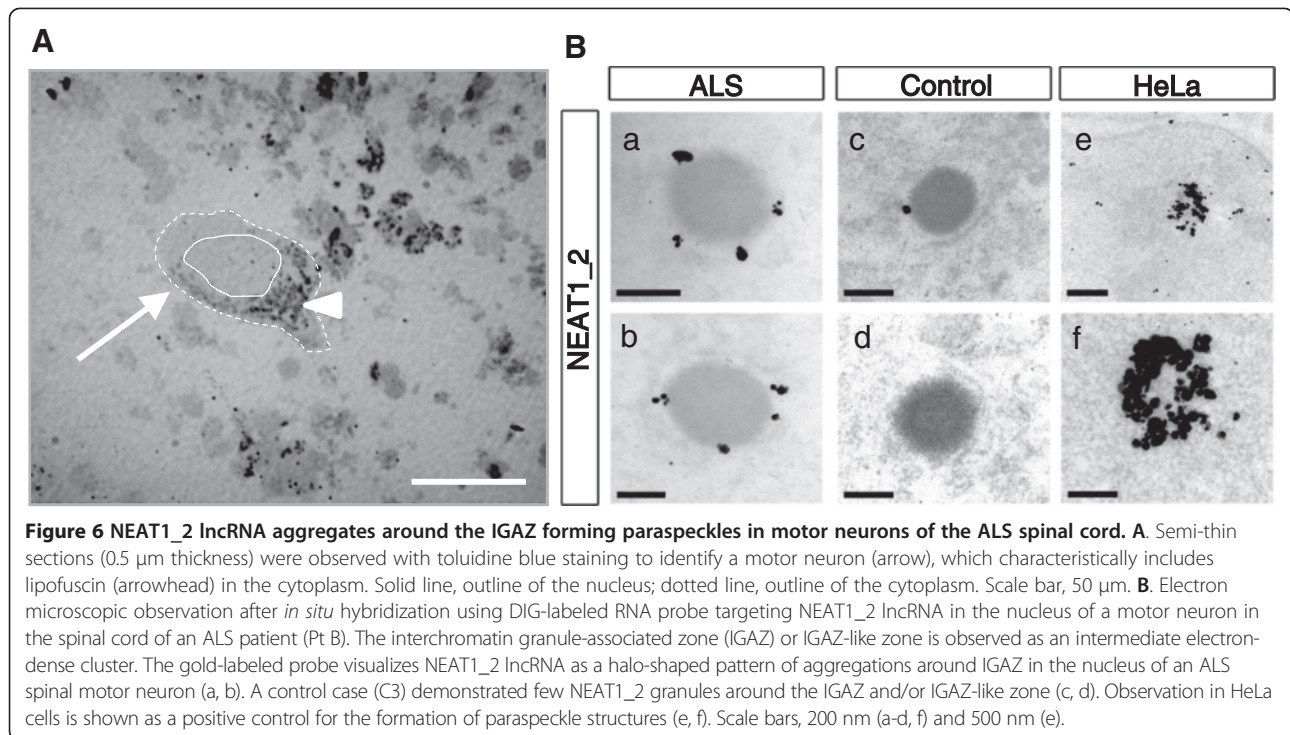 A
B
ALS
Control
HeLa
NEAT1_2
a
c
e
b
d
f
Figure 6 NEAT1_2 lncRNA aggregates around the IGAZ forming paraspeckles in motor neurons of the ALS spinal cord. A. Semi-thin
sections (0.5 μm thickness) were observed with toluidine blue staining to identify a motor neuron (arrow), which characteristically includes
lipofuscin (arrowhead) in the cytoplasm. Solid line, outline of the nucleus; dotted line, outline of the cytoplasm. Scale bar, 50 μm. B. Electron
microscopic observation after in situ hybridization using DIG-labeled RNA probe targeting NEAT1_2 lncRNA in the nucleus of a motor neuron in
the spinal cord of an ALS patient (Pt B). The interchromatin granule-associated zone (IGAZ) or IGAZ-like zone is observed as an intermediate electron-
dense cluster. The gold-labeled probe visualizes NEAT1_2 lncRNA as a halo-shaped pattern of aggregations around IGAZ in the nucleus of an ALS
spinal motor neuron (a, b). A control case (C3) demonstrated few NEAT1_2 granules around the IGAZ and/or IGAZ-like zone (c, d). Observation in HeLa
cells is shown as a positive control for the formation of paraspeckle structures (e, f). Scale bars, 200 nm (a-d, f) and 500 nm (e).